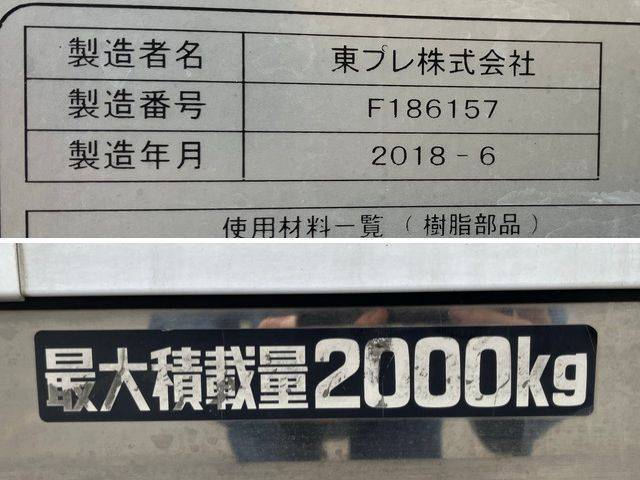 製造者名 東プレ株式会社
製造番号 F186157
製造年月 2018-6
使用材料一覧(樹脂部品)
最大積載量2000kg